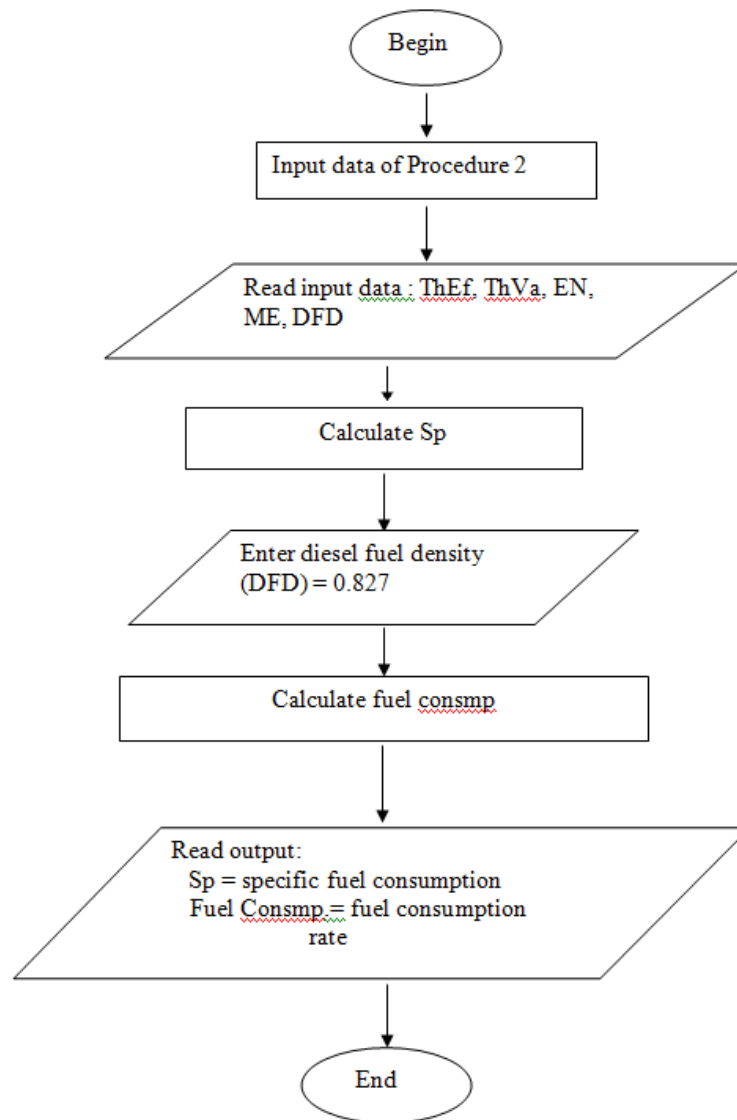 Begin
Input data of Procedure 2
Read input data : ThEf, ThVa, EN,
ME, DFD
Calculate Sp
Enter diesel fuel density
(DFD) = 0.827
Calculate fuel consmp
Read output:
Sp = specific fuel consumption
Fuel Consmp.= fuel consumption
rate
End